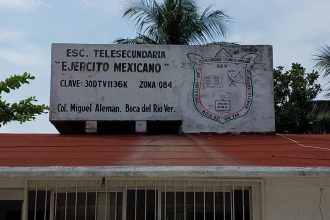 ESC. TELESECUNDARIA
"EJERCITO MEXICANO"
CLAVE: 30DTV1136K ZONA-084
Col. Miguel Aleman. Boca del Rio Ver.
SEV